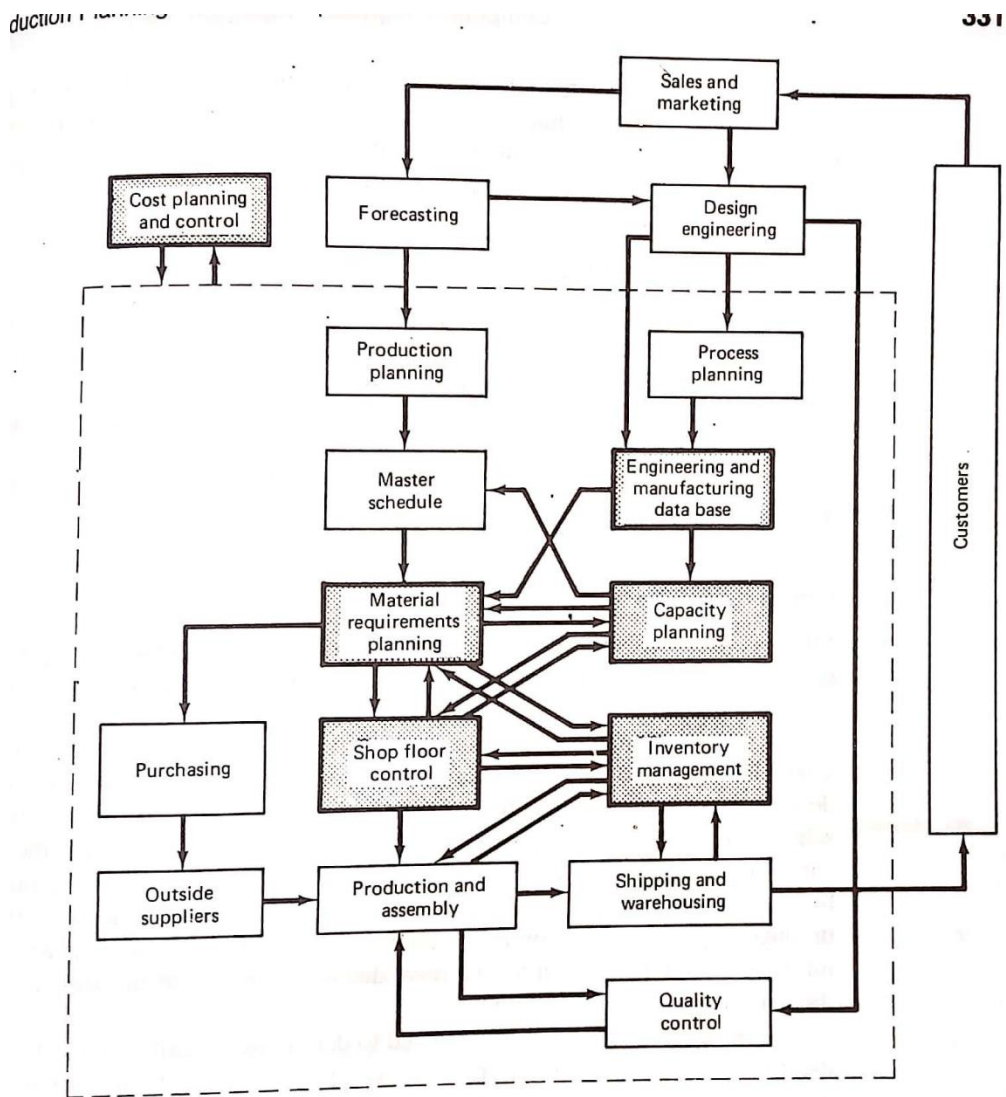 duction Planning
331
Sales and
marketing
Cost planning
and control
Forecasting
Design
engineering
Production
planning
Process
planning
Master
schedule
Engineering and
manufacturing
data base
Customers
Material
requirements
planning
Capacity
planning
Purchasing
Shop floor
control
Inventory
management
Outside
suppliers
Production and
assembly
Shipping and
warehousing
Quality
control